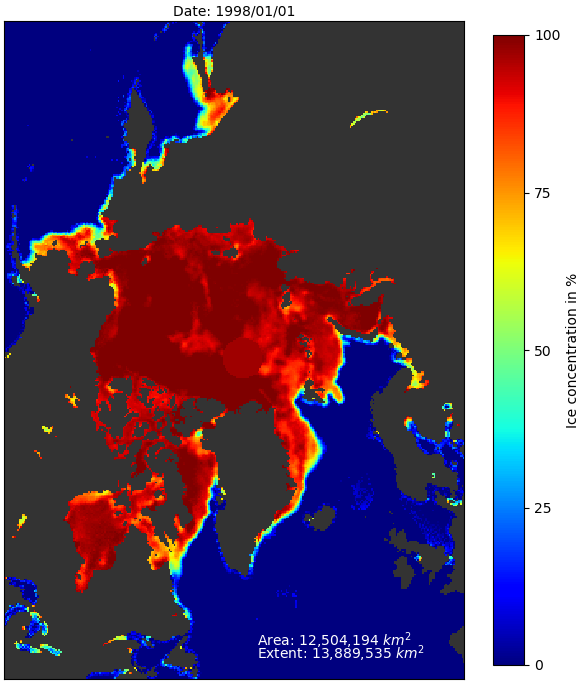 Date: 1998/01/01
100
75
50
25
0
Ice concentration in %
Area: 12,504,194 km²
Extent: 13,889,535 km²